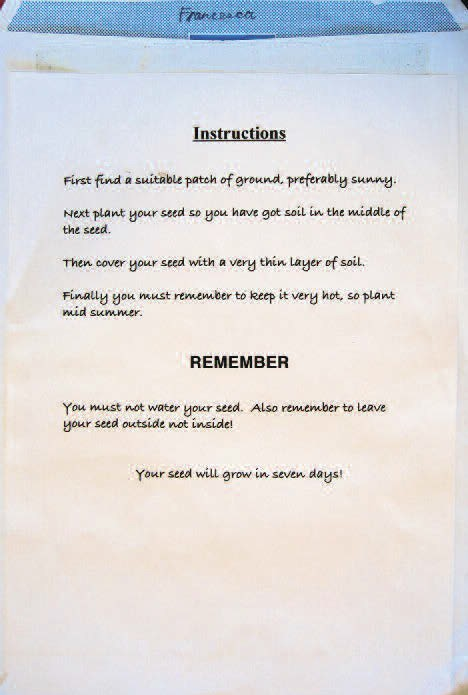 Francesca
Instructions
First find a suitable patch of ground, preferably sunny.
Next plant your seed so you have got soil in the middle of
the seed.
Then cover your seed with a very thin layer of soil.
Finally you must remember to keep it very hot, so plant
mid summer.
REMEMBER
You must not water your seed. Also remember to leave
your seed outside not inside!
Your seed will grow in seven days!